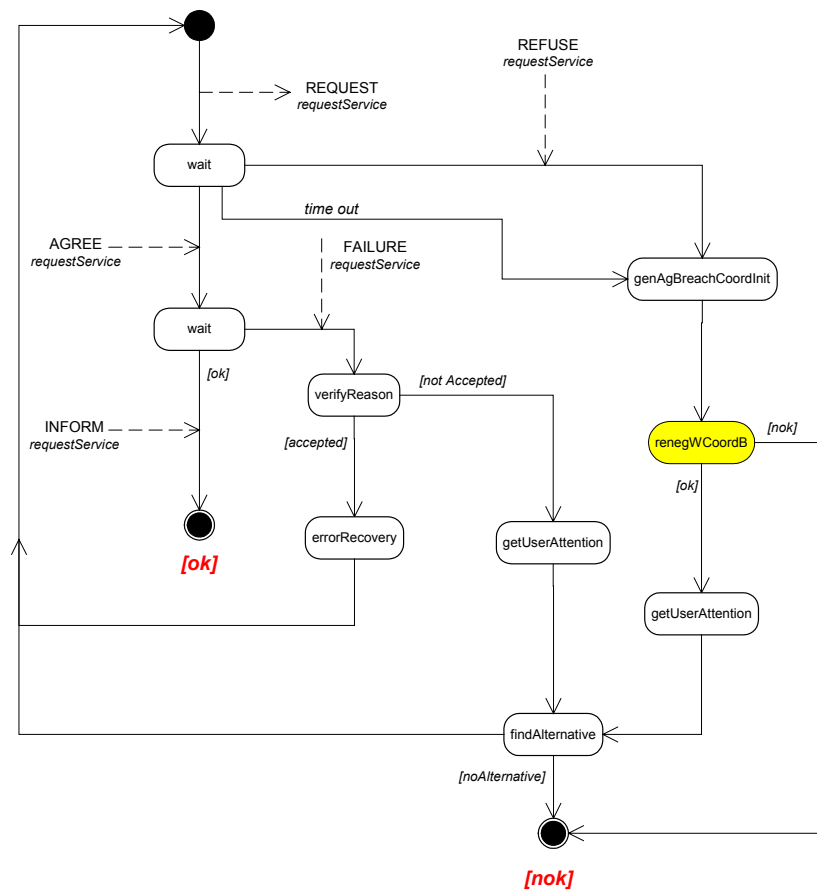 REFUSE
requestService
REQUEST
requestService
wait
time out
AGREE
requestService
FAILURE
requestService
genAgBreachCoordInit
wait
[ok]
[not Accepted]
verifyReason
INFORM
requestService
[accepted]
[nok]
renegWCoordB
[ok]
errorRecovery
getUserAttention
[ok]
getUserAttention
findAlternative
[noAlternative]
[nok]